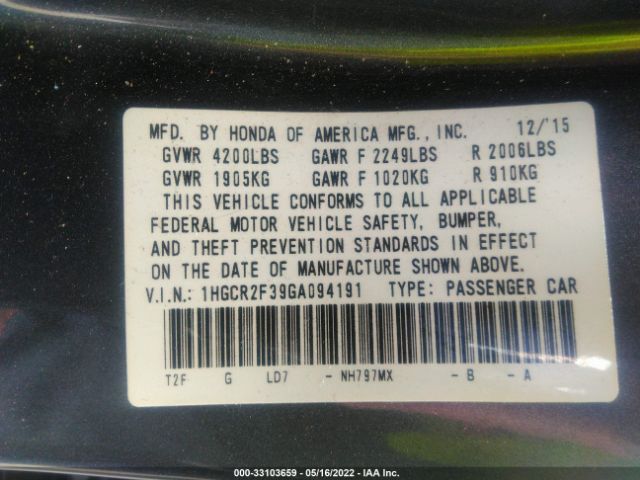 MFD. BY HONDA OF AMERICA MFG., INC. 12/'15
GVWR 4200LBS GAWR F 2249LBS R 2006LBS
GVWR 1905KG GAWR F 1020KG R 910KG
THIS VEHICLE CONFORMS TO ALL APPLICABLE
FEDERAL MOTOR VEHICLE SAFETY, BUMPER,
AND THEFT PREVENTION STANDARDS IN EFFECT
ON THE DATE OF MANUFACTURE SHOWN ABOVE.
V.I.N.: 1HGCR2F39GA094191 TYPE: PASSENGER CAR
T2F G LD7 - NH797MX - B - A
000-33103659 - 05/16/2022 - IAA Inc.